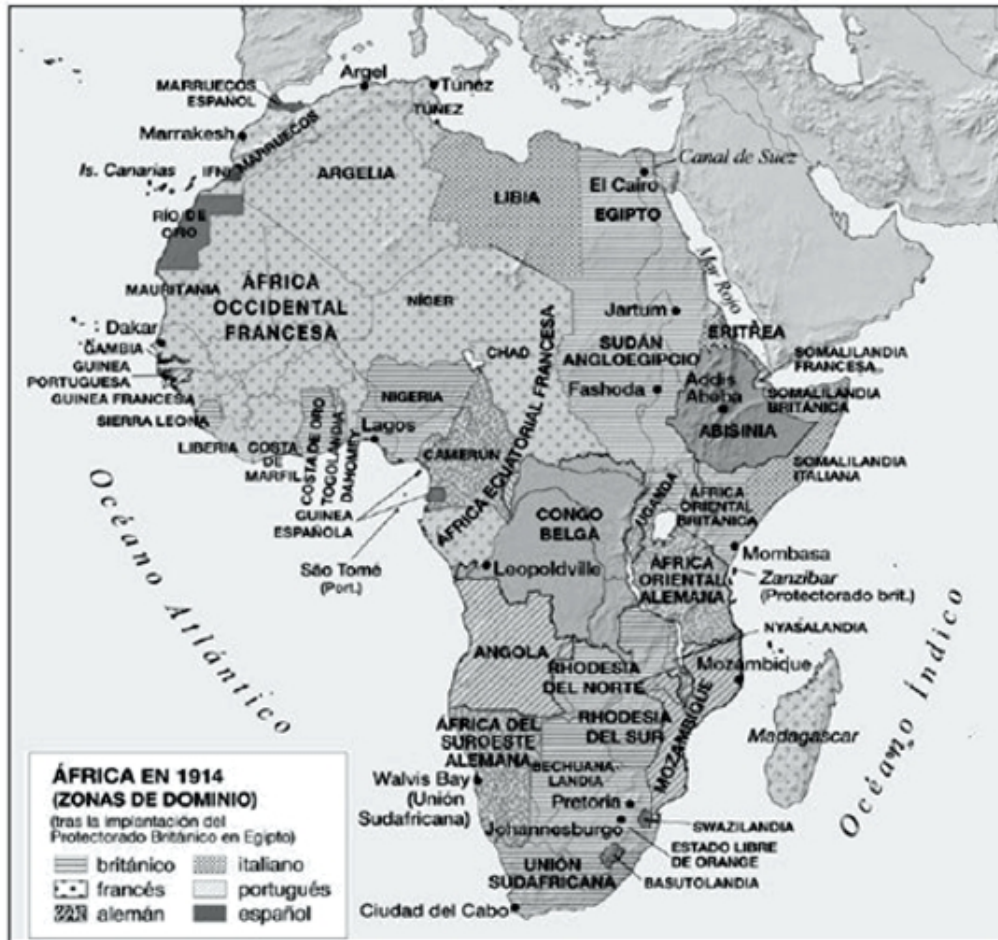 Argel
Túnez
MARRUECOS
ESPAÑOL
TÚNEZ
Marrakesh
MARRUECOS
Is. Canarias
IFNI
Canal de Suez
ARGELIA
LIBIA
El Cairo
EGIPTO
RÍO DE
ORO
Mar Rojo
MAURITANIA
ÁFRICA
OCCIDENTAL
FRANCESA
NÍGER
Dakar
Jartum
ERITREA
GAMBIA
GUINEA
PORTUGUESA
GUINEA FRANCESA
SIERRA LEONA
CHAD
SUDÁN
ANGLOEGIPCIO
SOMALILANDIA
FRANCESA
Fashoda
Addis
Abeba
SOMALILANDIA
BRITÁNICA
NIGERIA
ABISINIA
Lagos
LIBERIA
COSTA
DE
MARFIL
COSTA DE ORO
TOGOLANDIA
DAHOMEY
CAMERÚN
ÁFRICA EQUATORIAL FRANCESA
SOMALILANDIA
ITALIANA
GUINEA
ESPAÑOLA
CONGO
BELGA
UGANDA
ÁFRICA
ORIENTAL
BRITÁNICA
São Tomé
(Port.)
Leopoldville
Mombasa
ÁFRICA
ORIENTAL
ALEMANA
Zanzíbar
(Protectorado brit.)
Océano Atlántico
NYASALANDIA
ANGOLA
RHODESIA
DEL NORTE
Mozambique
MOZAMBIQUE
ÁFRICA DEL
SUROESTE
ALEMANA
RHODESIA
DEL SUR
Madagascar
Océano Índico
BECHUANA-
LANDIA
Walvis Bay
(Unión
Sudafricana)
Pretoria
Johannesburgo
SWAZILANDIA
ESTADO LIBRE
DE ORANGE
UNIÓN
SUDAFRICANA
BASUTOLANDIA
Ciudad del Cabo
ÁFRICA EN 1914
(ZONAS DE DOMINIO)
(tras la implantación del
Protectorado Británico en Egipto)
británico
italiano
francés
portugués
alemán
español